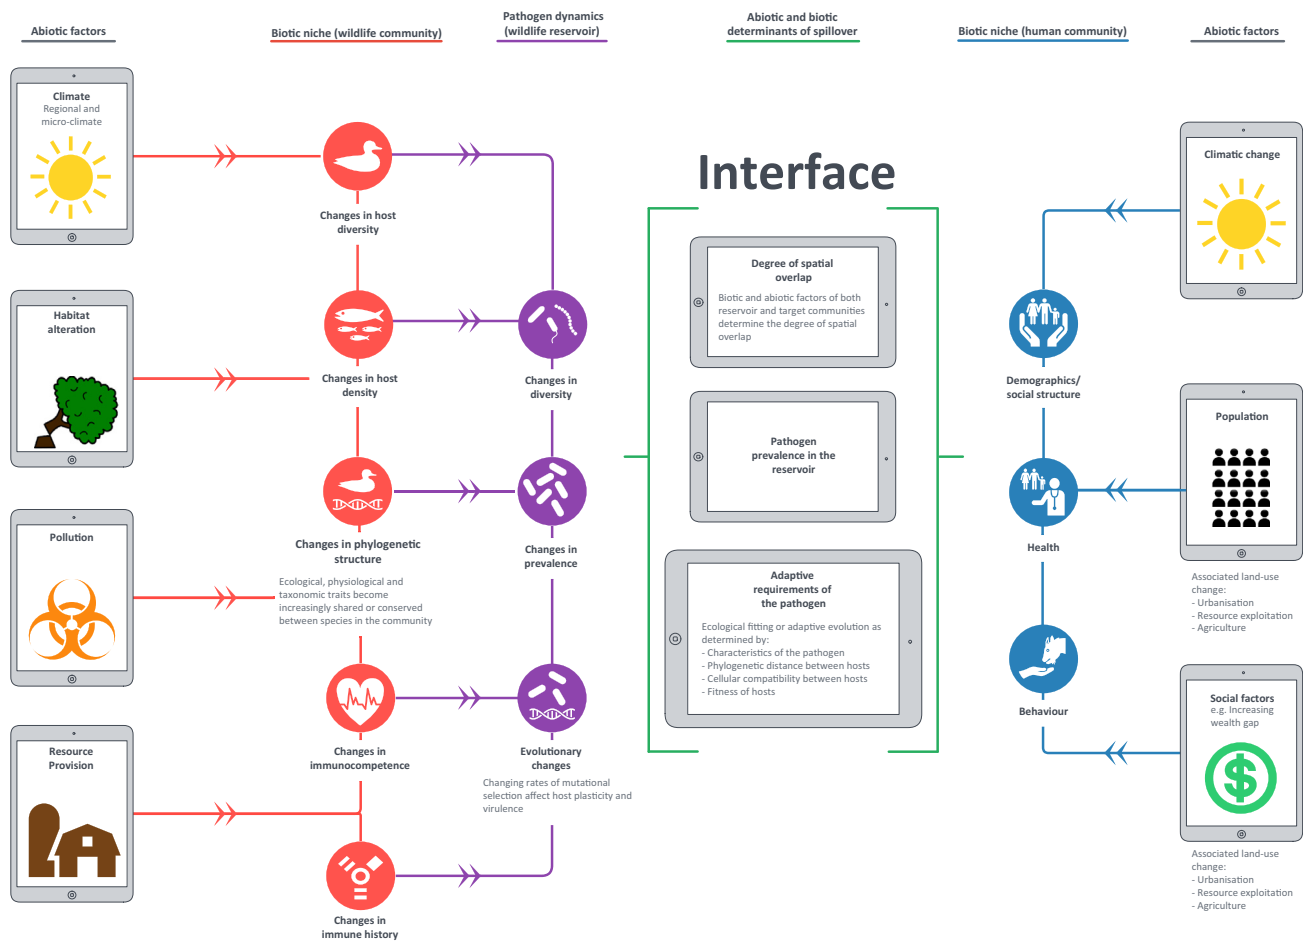 Abiotic factors
Biotic niche (wildlife community)
Pathogen dynamics
(wildlife reservoir)
Abiotic and biotic
determinants of spillover
Biotic niche (human community)
Abiotic factors
Climate
Regional and
micro-climate
Habitat
alteration
Pollution
Resource
Provision
Changes in host
diversity
Changes in host
density
Changes in phylogenetic
structure
Ecological, physiological and
taxonomic traits become
increasingly shared or conserved
between species in the community
Changes in
immunocompetence
Changes in
immune history
Changes in
diversity
Changes in
prevalence
Evolutionary
changes
Changing rates of mutational
selection affect host plasticity and
virulence
Interface
Degree of spatial
overlap
Biotic and abiotic factors of both
reservoir and target communities
determine the degree of spatial
overlap
Pathogen
prevalence in the
reservoir
Adaptive
requirements of
the pathogen
Ecological fitting or adaptive evolution as
determined by:
- Characteristics of the pathogen
- Phylogenetic distance between hosts
- Cellular compatibility between hosts
- Fitness of hosts
Demographics/
social structure
Health
Behaviour
Climatic change
Population
Associated land-use
change:
- Urbanisation
- Resource exploitation
- Agriculture
Social factors
e.g. Increasing
wealth gap
$
Associated land-use
change:
- Urbanisation
- Resource exploitation
- Agriculture